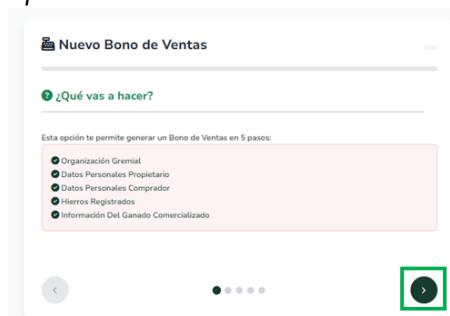 Nuevo Bono de Ventas
¿Qué vas a hacer?
Esta opción te permite generar un Bono de Ventas en 5 pasos:
Organización Gremial
Datos Personales Propietario
Datos Personales Comprador
Hierros Registrados
Información Del Ganado Comercializado